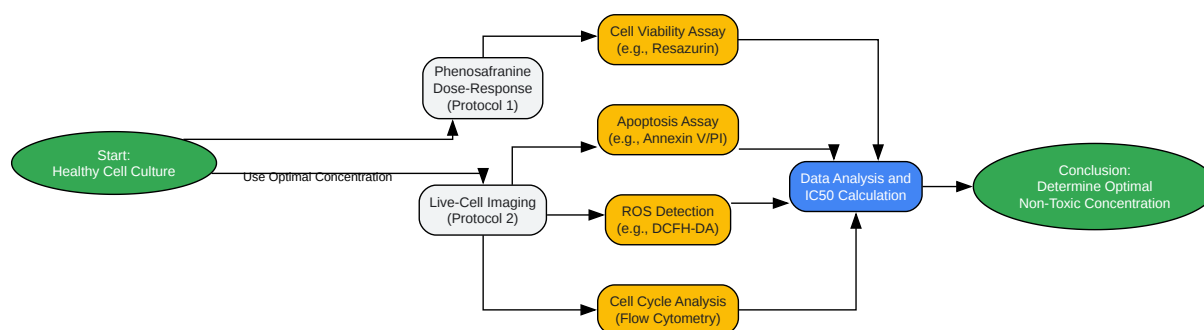 Start:
Healthy Cell Culture
Use Optimal Concentration
Phenosafranine
Dose-Response
(Protocol 1)
Live-Cell Imaging
(Protocol 2)
Cell Viability Assay
(e.g., Resazurin)
Apoptosis Assay
(e.g., Annexin V/PI)
ROS Detection
(e.g., DCFH-DA)
Cell Cycle Analysis
(Flow Cytometry)
Data Analysis and
IC50 Calculation
Conclusion:
Determine Optimal
Non-Toxic Concentration